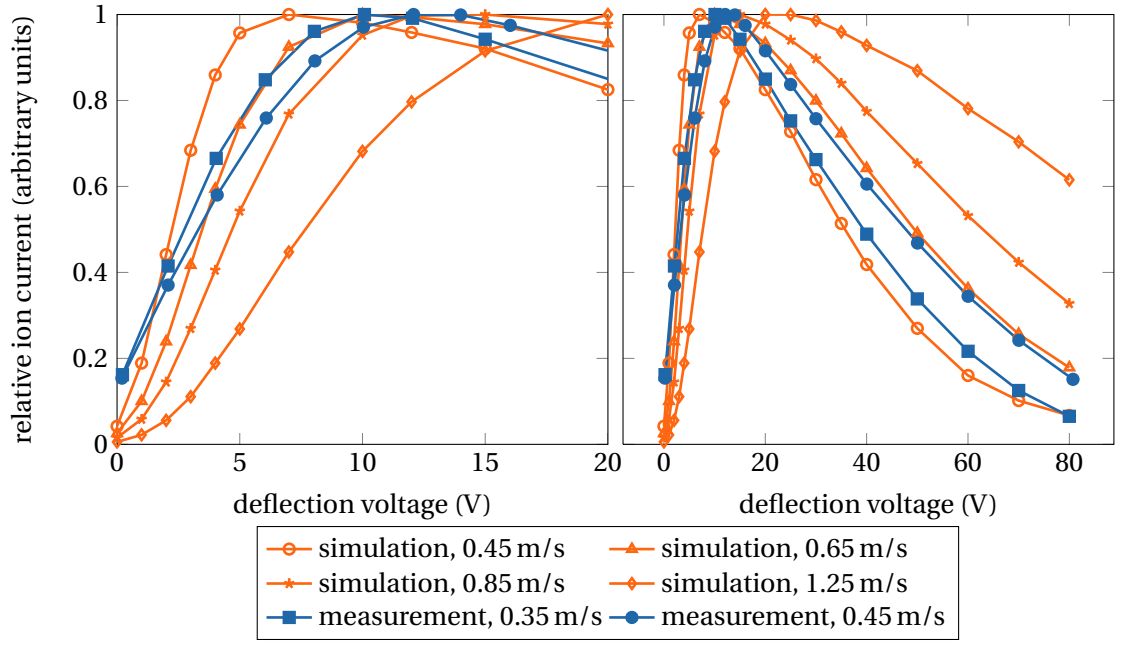 relative ion current (arbitrary units)
1
0.8
0.6
0.4
0.2
0
0 5 10 15 20
0 20 40 60 80
deflection voltage (V) deflection voltage (V)
simulation, 0.45 m/s simulation, 0.65 m/s
simulation, 0.85 m/s simulation, 1.25 m/s
measurement, 0.35 m/s measurement, 0.45 m/s